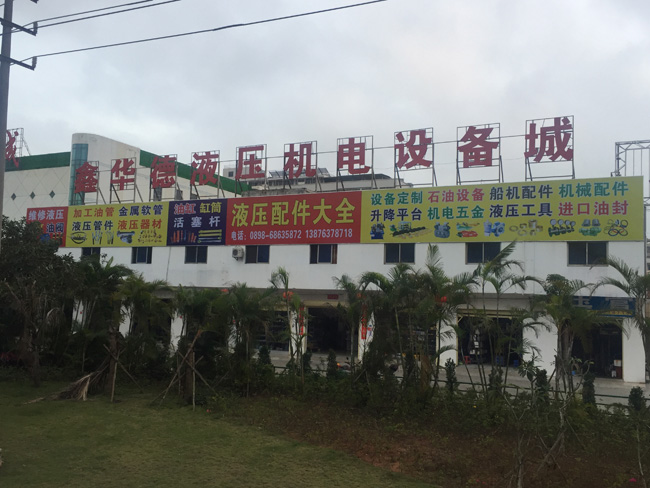 城
鑫华德液压机电设备城
维修液压
加工油管 金属软管
液压管件 液压器材
油缸 缸筒
活塞杆
液压配件大全
电话：0898-68635872 13876378718
设备定制 石油设备 船机配件 机械配件
升降平台 机电五金 液压工具 进口油封